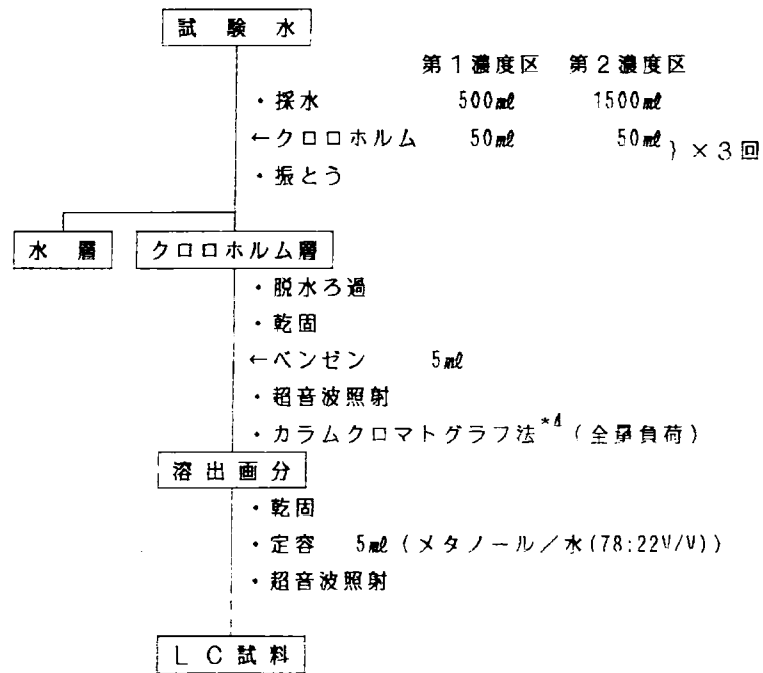 試験水
第1濃度区 第2濃度区
・採水 500㎖ 1500㎖
←クロロホルム 50㎖ 50㎖ } ×3回
・振とう
水層 クロロホルム層
・脱水ろ過
・乾固
←ベンゼン 5㎖
・超音波照射
・カラムクロマトグラフ法*4 (全量負荷)
溶出画分
・乾固
・定容 5㎖ (メタノール/水(78:22V/V))
・超音波照射
LC試料